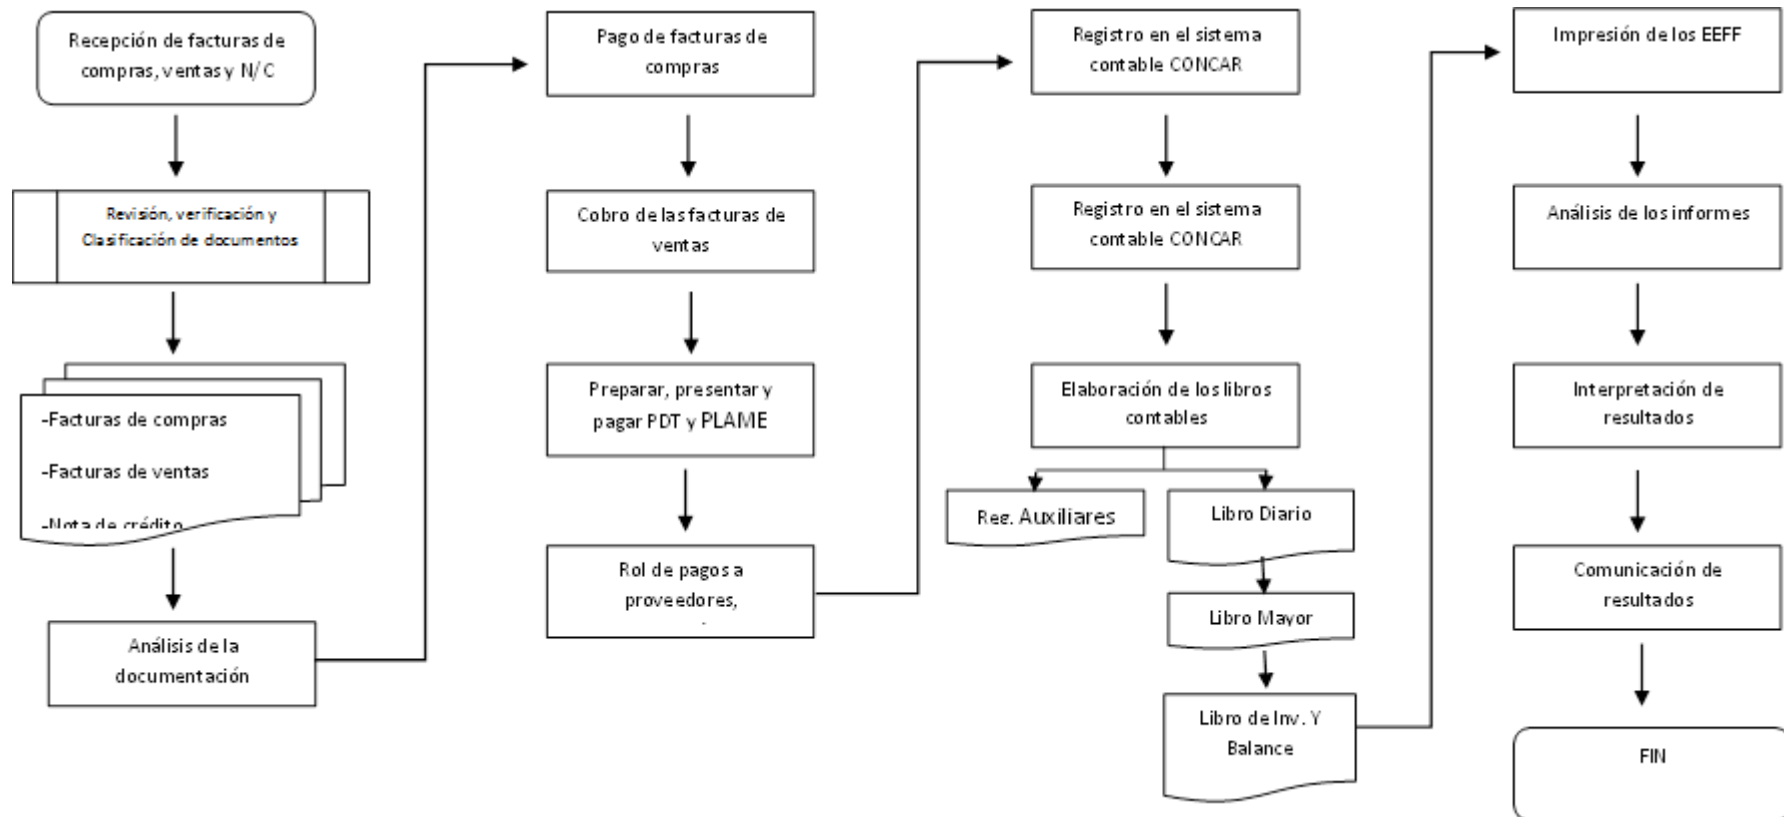 Recepción de facturas de
compras, ventas y N/C
Revisión, verificación y
Clasificación de documentos
-Facturas de compras
-Facturas de ventas
-Nota de crédito
Análisis de la
documentación
Pago de facturas de
compras
Cobro de las facturas de
ventas
Preparar, presentar y
pagar PDT y PLAME
Rol de pagos a
proveedores,
Registro en el sistema
contable CONCAR
Registro en el sistema
contable CONCAR
Elaboración de los libros
contables
Reg. Auxiliares
Libro Diario
Libro Mayor
Libro de Inv. Y
Balance
Impresión de los EEFF
Análisis de los informes
Interpretación de
resultados
Comunicación de
resultados
FIN